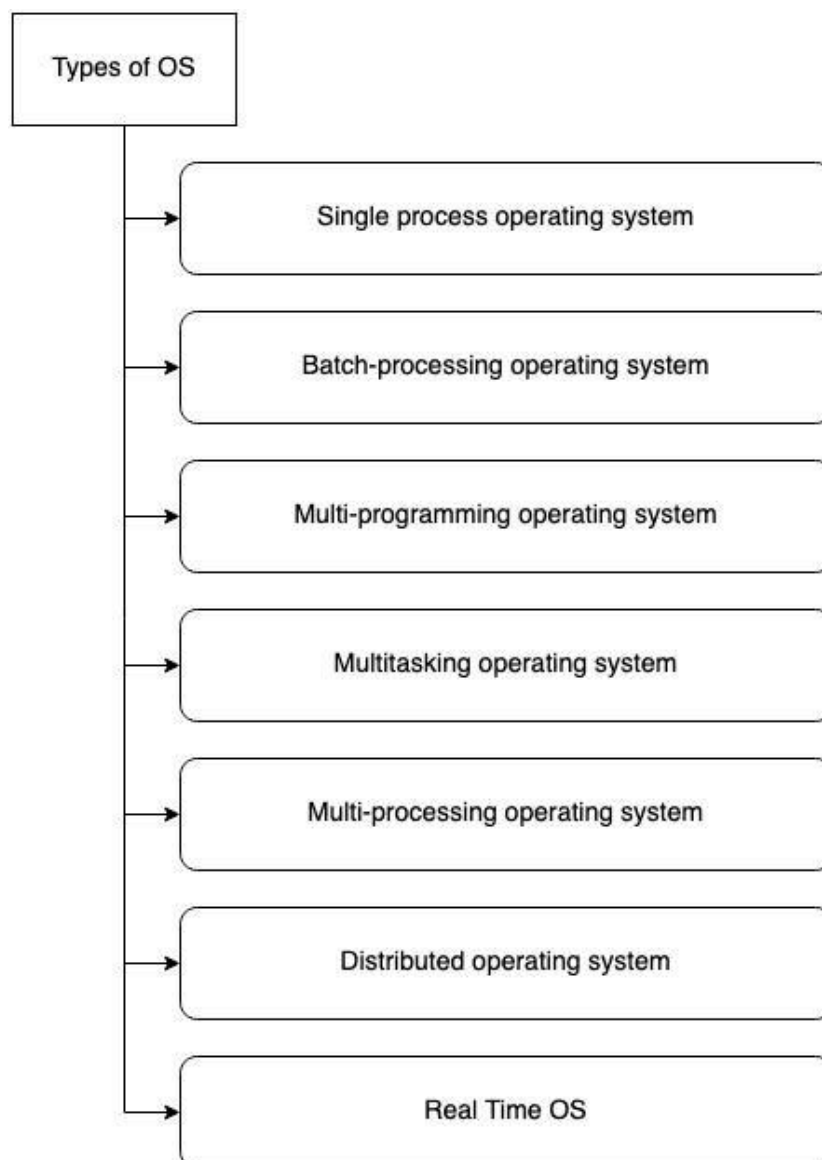 Types of OS
Single process operating system
Batch-processing operating system
Multi-programming operating system
Multitasking operating system
Multi-processing operating system
Distributed operating system
Real Time OS